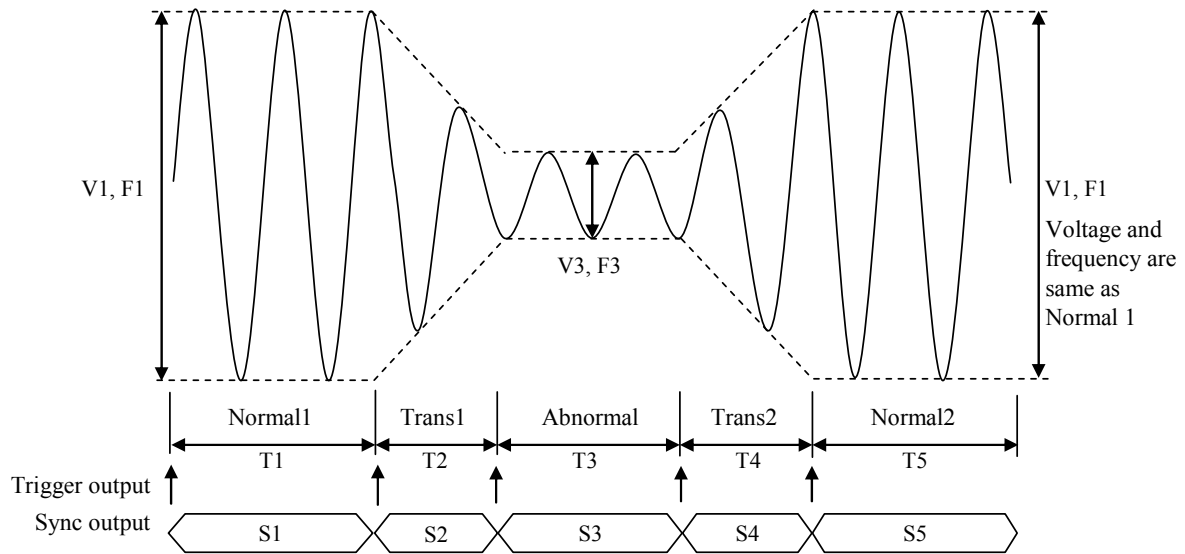 V1, F1
V3, F3
V1, F1
Voltage and
frequency are
same as
Normal 1
Normal1 Trans1 Abnormal Trans2 Normal2
T1 T2 T3 T4 T5
Trigger output
Sync output
S1 S2 S3 S4 S5